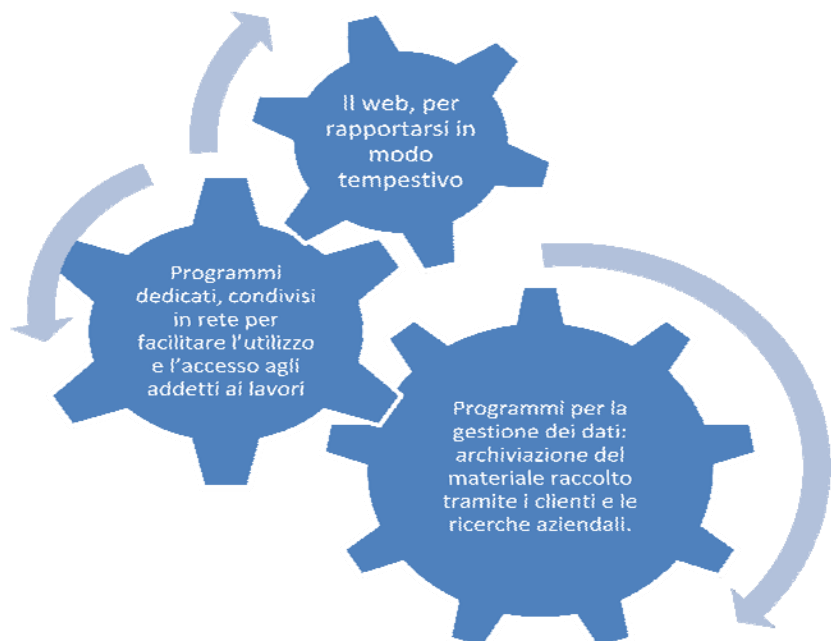 Il web, per
rapportarsi in
modo
tempestivo
Programmi
dedicati, condivisi
in rete per
facilitare l'utilizzo
e l'accesso agli
addetti ai lavori
Programmi per la
gestione dei dati:
archiviazione del
materiale raccolto
tramite i clienti e le
ricerche aziendali.